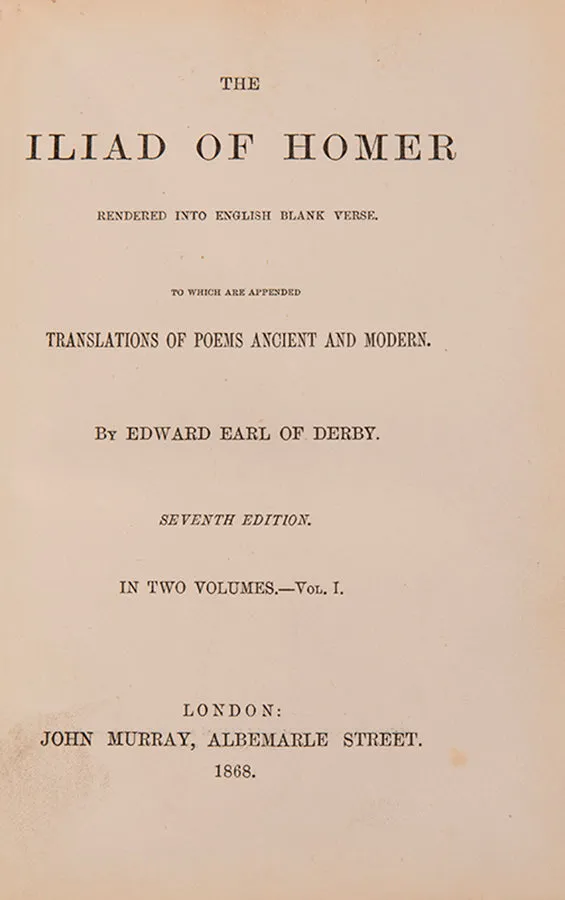 THE
ILIAD OF HOMER
RENDERED INTO ENGLISH BLANK VERSE.
TO WHICH ARE APPENDED
TRANSLATIONS OF POEMS ANCIENT AND MODERN.
By EDWARD EARL OF DERBY.
SEVENTH EDITION.
IN TWO VOLUMES.—Vol. I.
LONDON:
JOHN MURRAY, ALBEMARLE STREET.
1868.